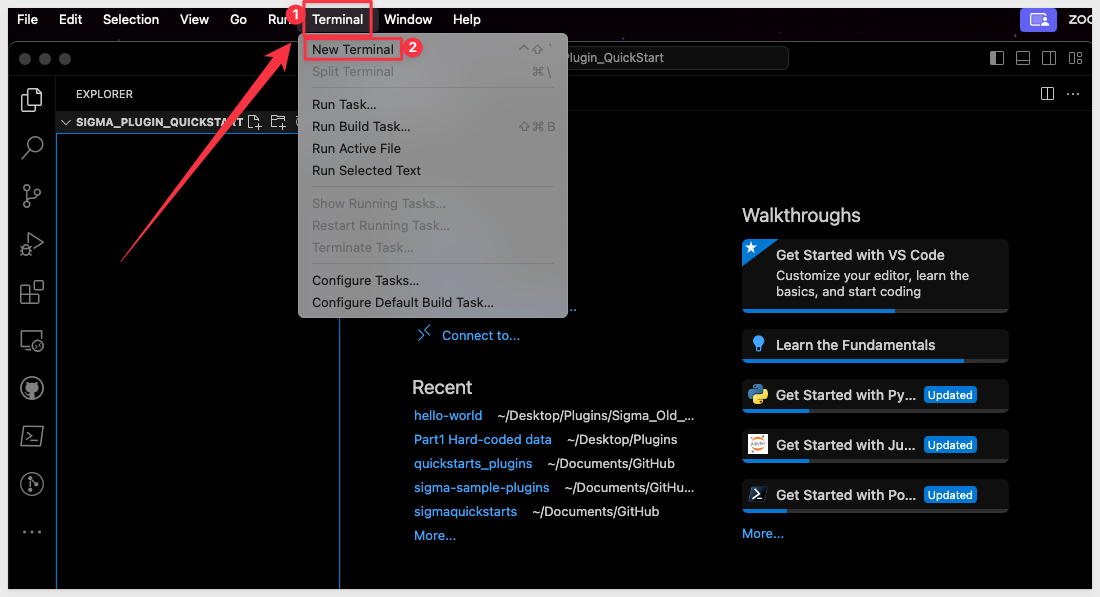 File Edit Selection View Go Run Terminal Window Help
1
ZOO
New Terminal ^⇧`
2
Split Terminal ⌘\
Plugin_QuickStart
Run Task...
Run Build Task... ⇧⌘B
Run Active File
Run Selected Text
Show Running Tasks...
Restart Running Task...
Terminate Task...
Configure Tasks...
Configure Default Build Task...
EXPLORER
SIGMA_PLUGIN_QUICKSTART
...
Connect to...
Recent
hello-world ~/Desktop/Plugins/Sigma_Old_...
Part1 Hard-coded data ~/Desktop/Plugins
quickstarts_plugins ~/Documents/GitHub
sigma-sample-plugins ~/Documents/GitHu...
sigmaquickstarts ~/Documents/GitHub
More...
Walkthroughs
Get Started with VS Code
Customize your editor, learn the
basics, and start coding
Learn the Fundamentals
Get Started with Py... Updated
Get Started with Ju... Updated
Get Started with Po... Updated
More...